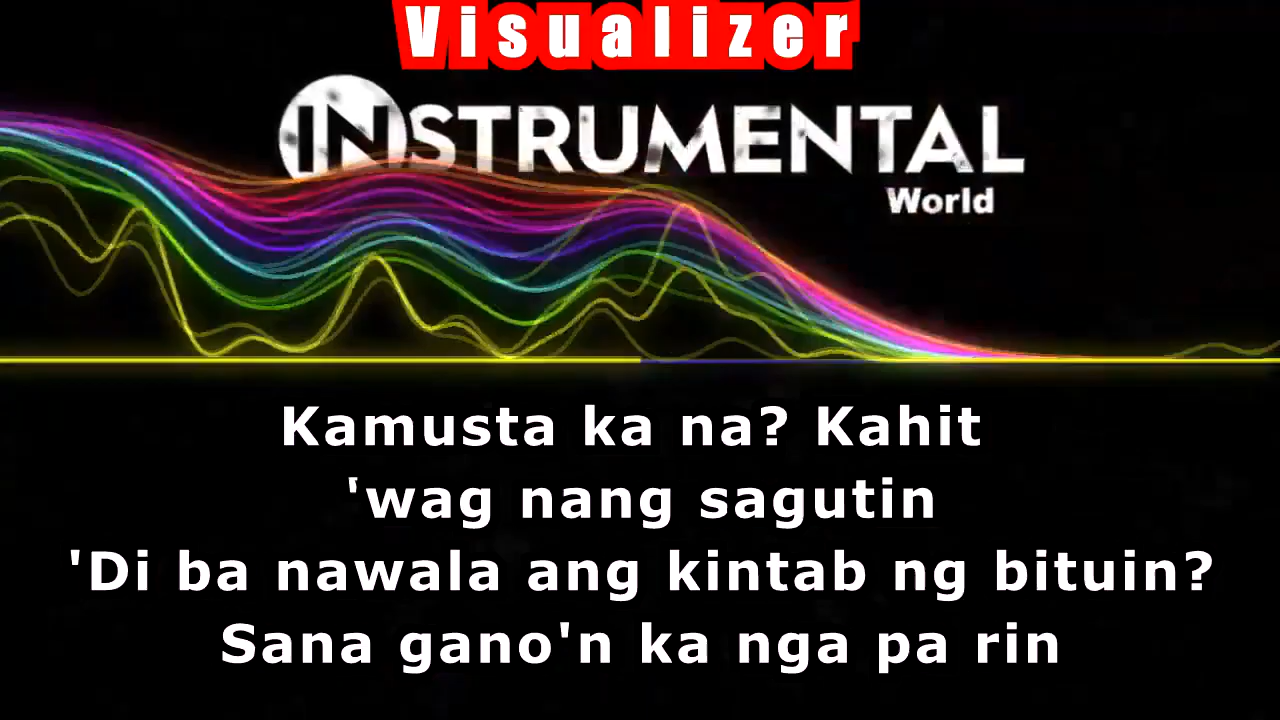 Visualizer
INSTRUMENTAL
World
Kamusta ka na? Kahit
'wag nang sagutin
'Di ba nawala ang kintab ng bituin?
Sana gano'n ka nga pa rin